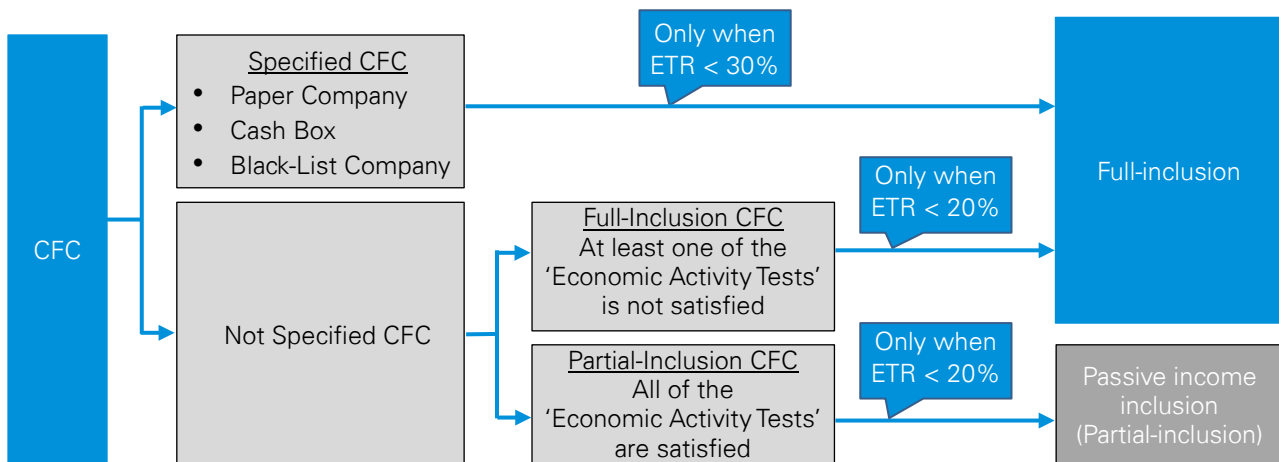 CFC
Specified CFC
• Paper Company
• Cash Box
• Black-List Company
Only when
ETR < 30%
Full-inclusion
Not Specified CFC
Full-Inclusion CFC
At least one of the
‘Economic Activity Tests’
is not satisfied
Only when
ETR < 20%
Partial-Inclusion CFC
All of the
‘Economic Activity Tests’
are satisfied
Only when
ETR < 20%
Passive income
inclusion
(Partial-inclusion)